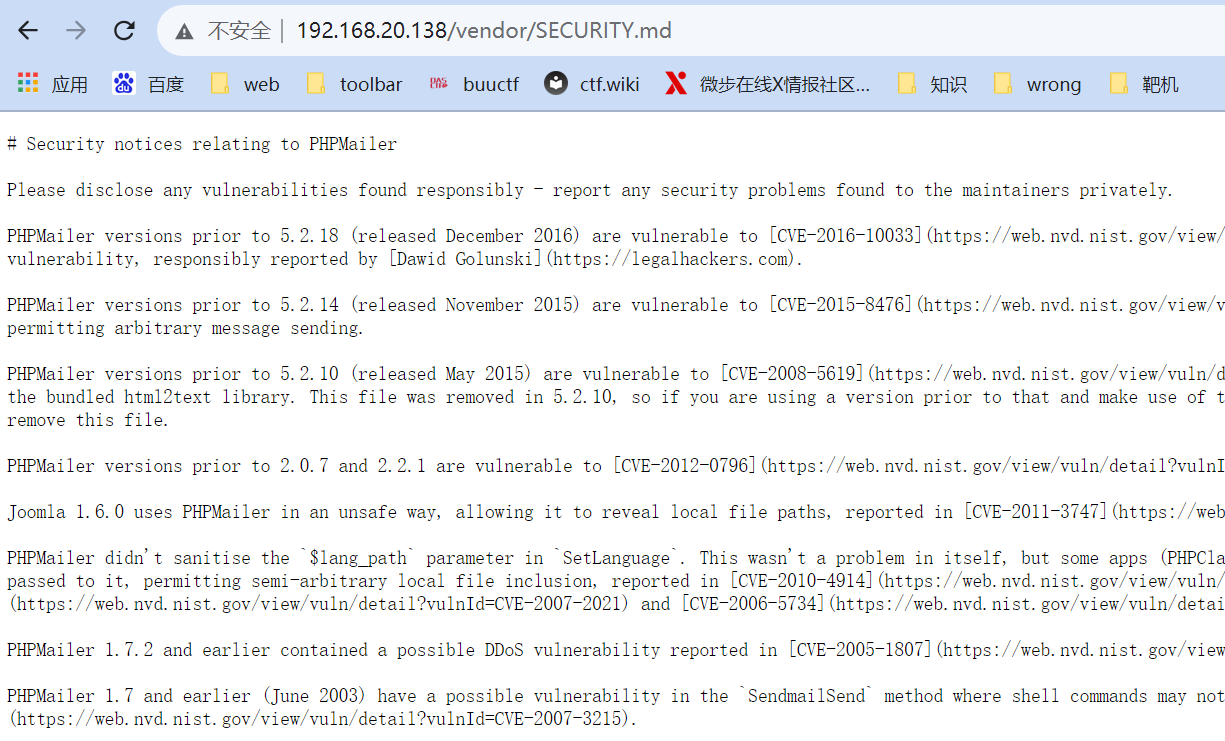 不安全 | 192.168.20.138/vendor/SECURITY.md
应用 百度 web toolbar buuctf ctf.wiki 微步在线X情报社区... 知识 wrong 靶机
# Security notices relating to PHPMailer
Please disclose any vulnerabilities found responsibly - report any security problems found to the maintainers privately.
PHPMailer versions prior to 5.2.18 (released December 2016) are vulnerable to [CVE-2016-10033](https://web.nvd.nist.gov/view/
vulnerability, responsibly reported by [Dawid Golunski](https://legalhackers.com).
PHPMailer versions prior to 5.2.14 (released November 2015) are vulnerable to [CVE-2015-8476](https://web.nvd.nist.gov/view/v
permitting arbitrary message sending.
PHPMailer versions prior to 5.2.10 (released May 2015) are vulnerable to [CVE-2008-5619](https://web.nvd.nist.gov/view/vuln/d
the bundled html2text library. This file was removed in 5.2.10, so if you are using a version prior to that and make use of t
remove this file.
PHPMailer versions prior to 2.0.7 and 2.2.1 are vulnerable to [CVE-2012-0796](https://web.nvd.nist.gov/view/vuln/detail?vulnI
Joomla 1.6.0 uses PHPMailer in an unsafe way, allowing it to reveal local file paths, reported in [CVE-2011-3747](https://web
PHPMailer didn't sanitise the `$lang_path` parameter in `SetLanguage`. This wasn't a problem in itself, but some apps (PHPCla
passed to it, permitting semi-arbitrary local file inclusion, reported in [CVE-2010-4914](https://web.nvd.nist.gov/view/vuln/
(https://web.nvd.nist.gov/view/vuln/detail?vulnId=CVE-2007-2021) and [CVE-2006-5734](https://web.nvd.nist.gov/view/vuln/detai
PHPMailer 1.7.2 and earlier contained a possible DDoS vulnerability reported in [CVE-2005-1807](https://web.nvd.nist.gov/view
PHPMailer 1.7 and earlier (June 2003) have a possible vulnerability in the `SendmailSend` method where shell commands may not
(https://web.nvd.nist.gov/view/vuln/detail?vulnId=CVE-2007-3215).